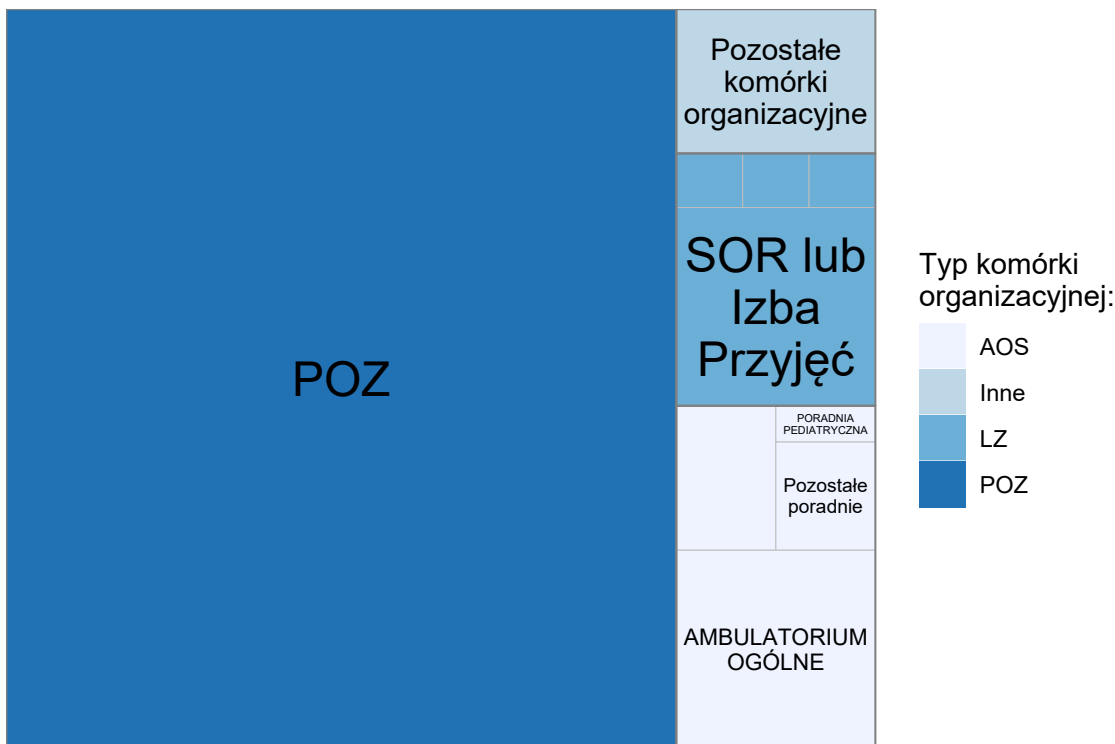 POZ
Pozostałe
komórki
organizacyjne
SOR lub
Izba
Przyjęć
PORADNIA
PEDIATRYCZNA
Pozostałe
poradnie
AMBULATORIUM
OGÓLNE
Typ komórki
organizacyjnej:
AOS
Inne
LZ
POZ